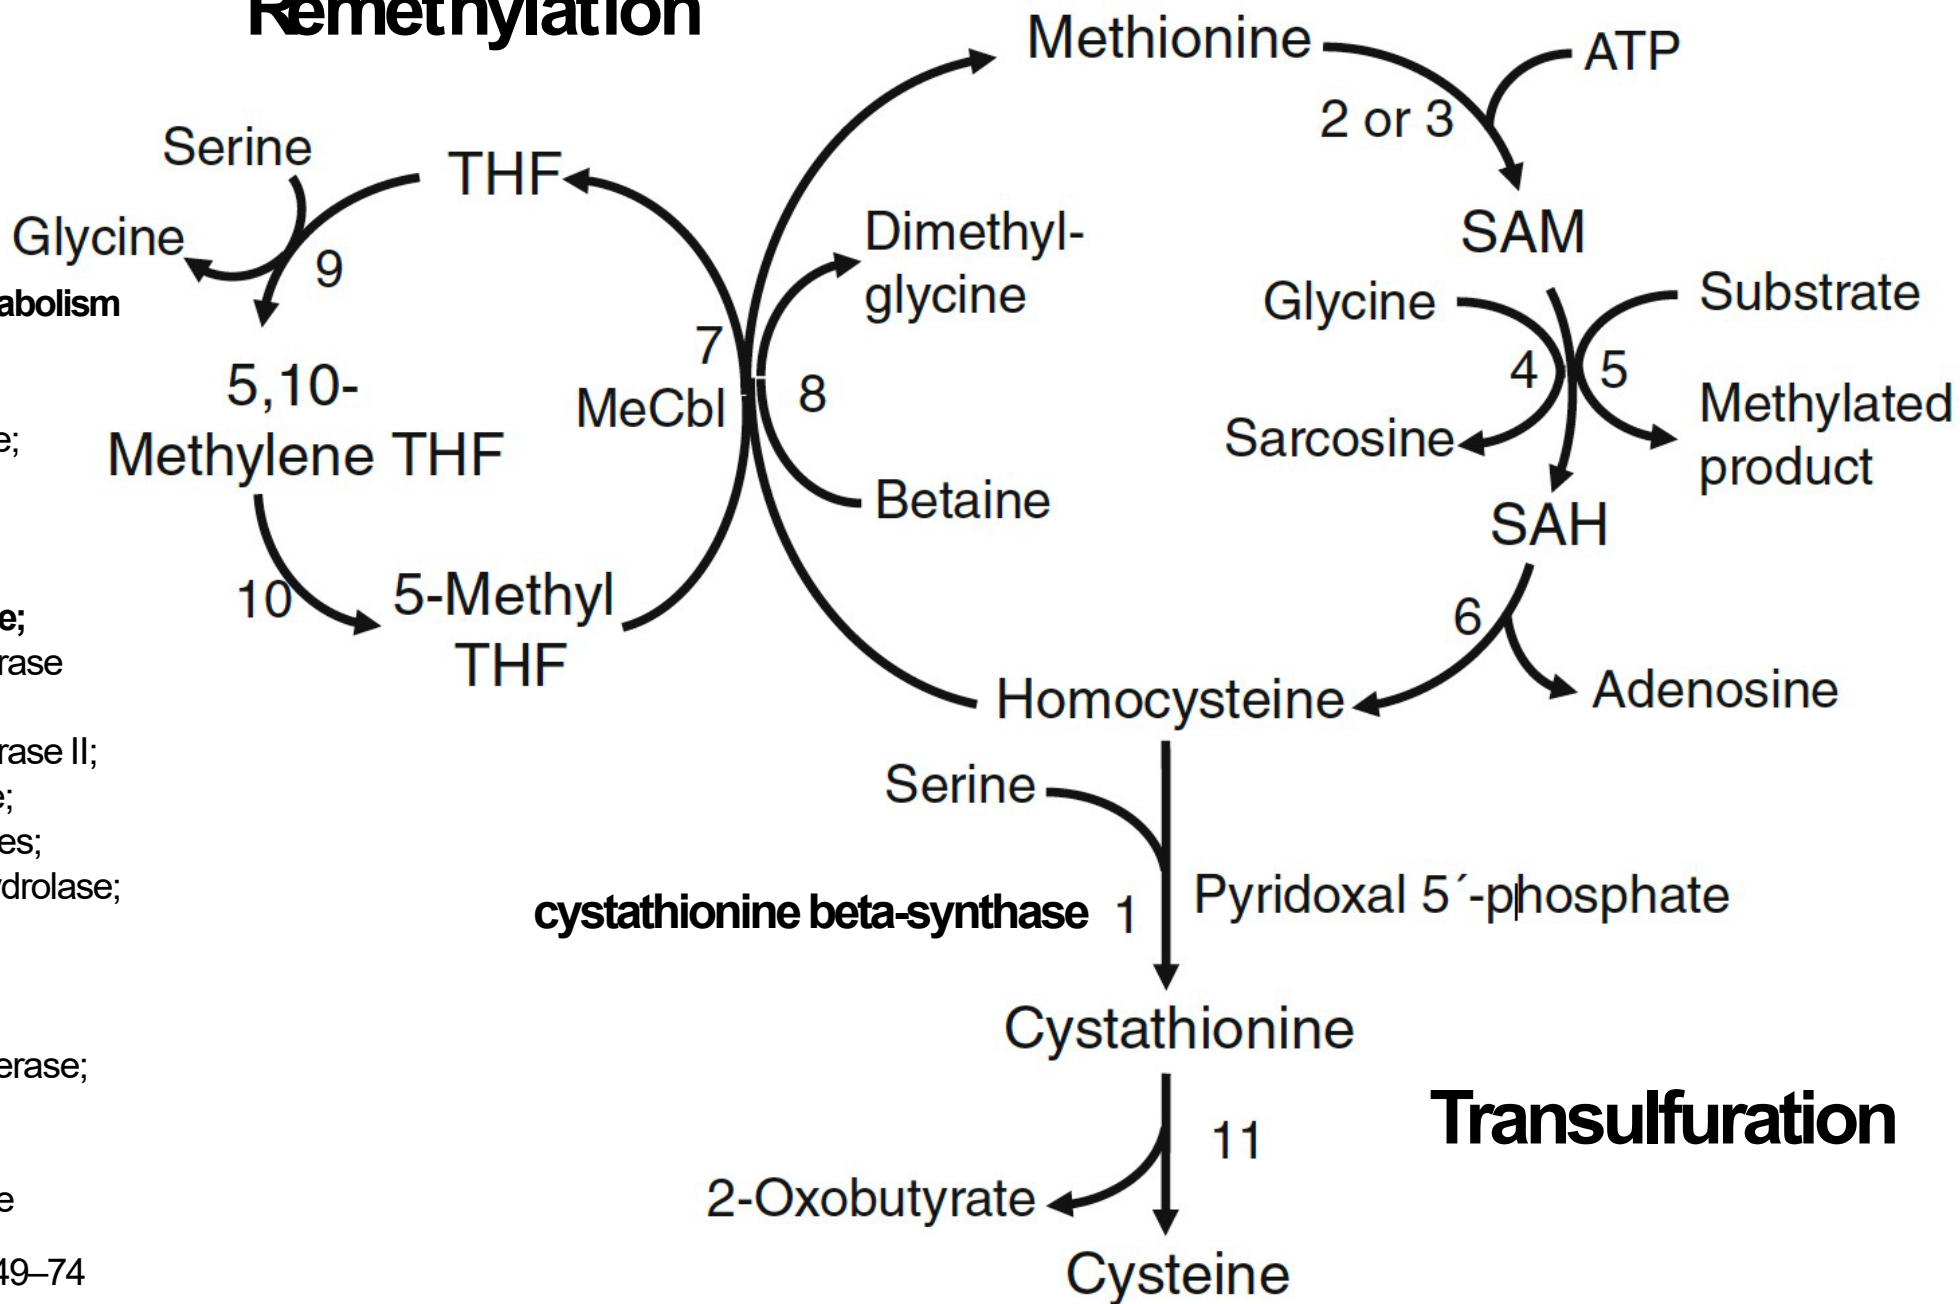 Remethylation
Methionine
ATP
2 or 3
Serine
THF
Glycine
9
Dimethyl-
glycine
SAM
abolism
Glycine
Substrate
7
8
MeCbl
4
5
5,10-
Methylene THF
Sarcosine
Methylated
product
e;
Betaine
SAH
10
5-Methyl
THF
6
e;
rase
Homocysteine
Adenosine
rase II;
e;
es;
drolase;
Serine
cystathionine beta-synthase
1
Pyridoxal 5´-phosphate
Cystathionine
erase;
11
Transulfuration
2-Oxobutyrate
e
Cysteine
49–74